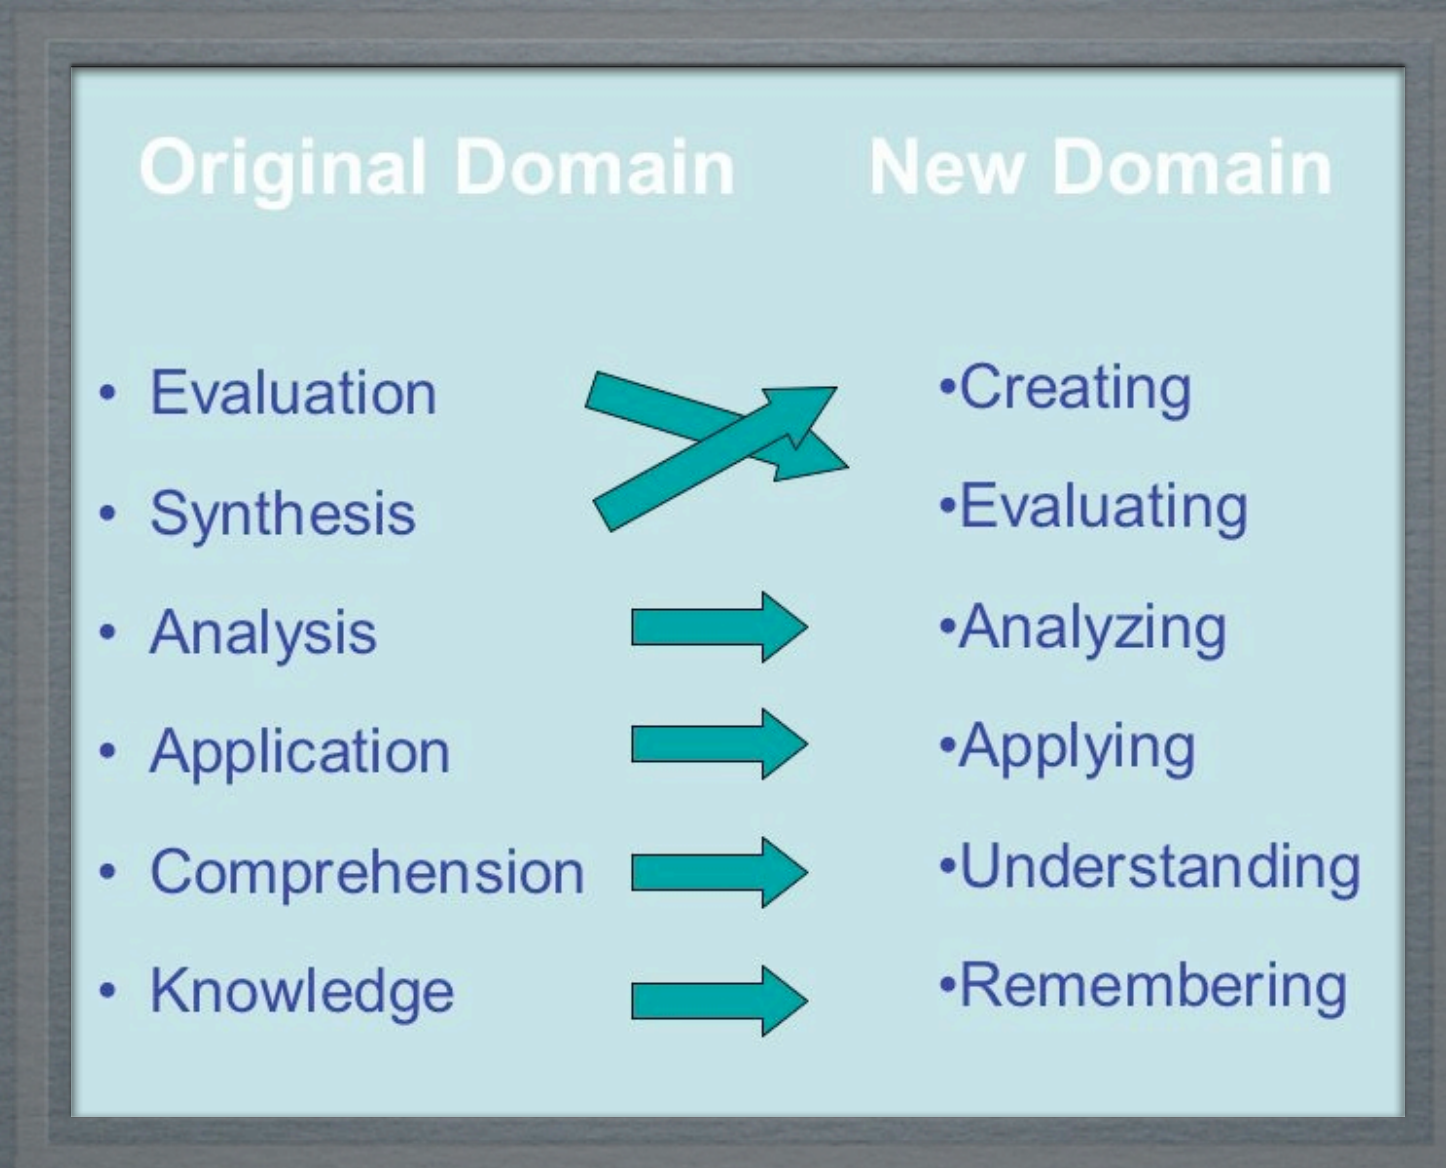 Original Domain
New Domain
• Evaluation
• Synthesis
• Analysis
• Application
• Comprehension
• Knowledge
•Creating
•Evaluating
•Analyzing
•Applying
•Understanding
•Remembering